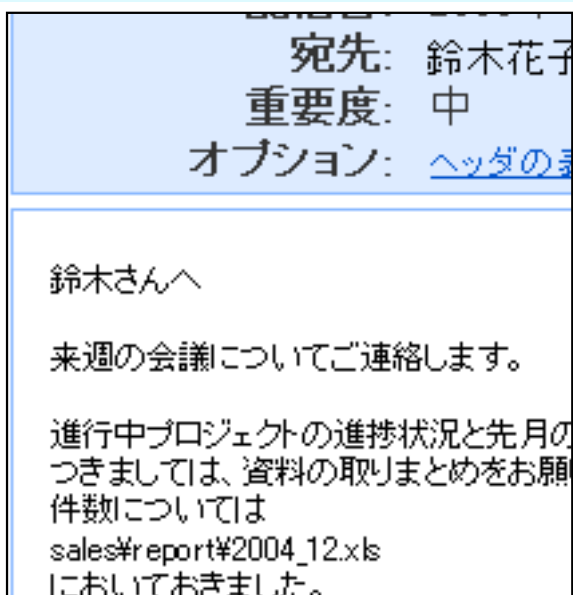 宛先: 鈴木花子
重要度: 中
オプション: ヘッダの
鈴木さんへ
来週の会議についてご連絡します。
進行中プロジェクトの進捗状況と先月の
つきましては、資料の取りまとめをお願
件数については
sales¥report¥2004_12.xls
においておきました。